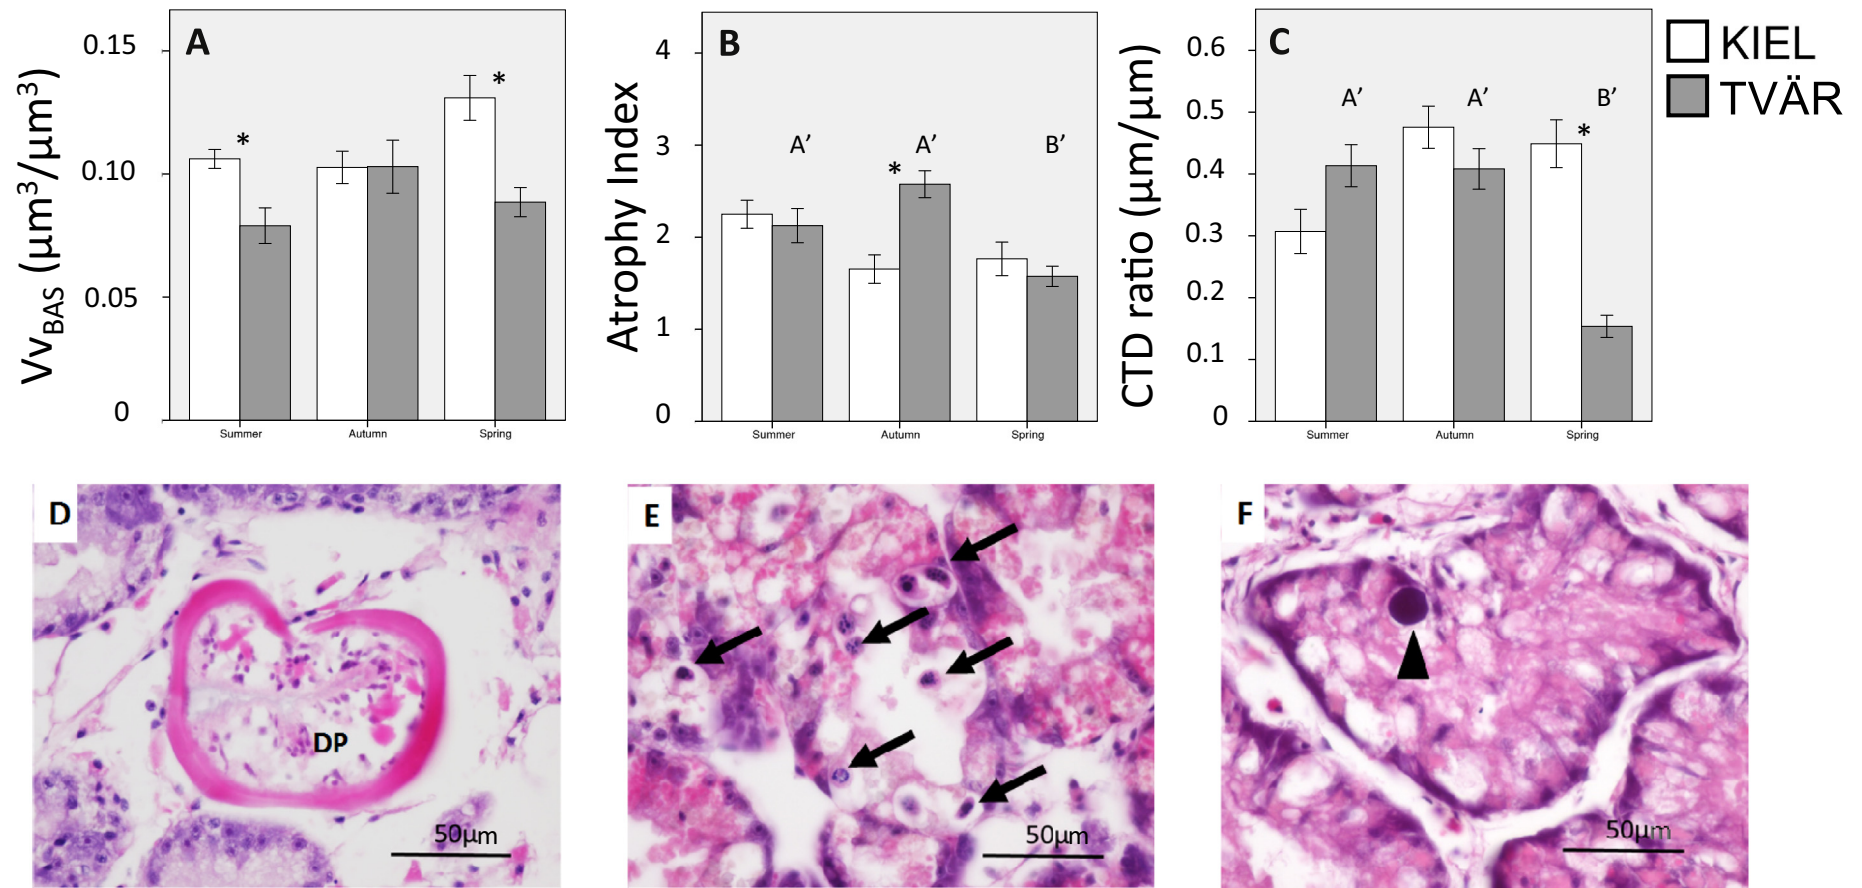 A
VvBAS (µm³/µm³)
0.15
0.10
0.05
0
*
*
Summer
Autumn
Spring
B
Atrophy Index
4
3
2
1
0
A’
A’
B’
*
Summer
Autumn
Spring
C
CTD ratio (µm/µm)
0.6
0.5
0.4
0.3
0.2
0.1
0
A’
A’
B’
*
Summer
Autumn
Spring
KIEL
TVÄR
D
DP
50µm
E
50µm
F
50µm